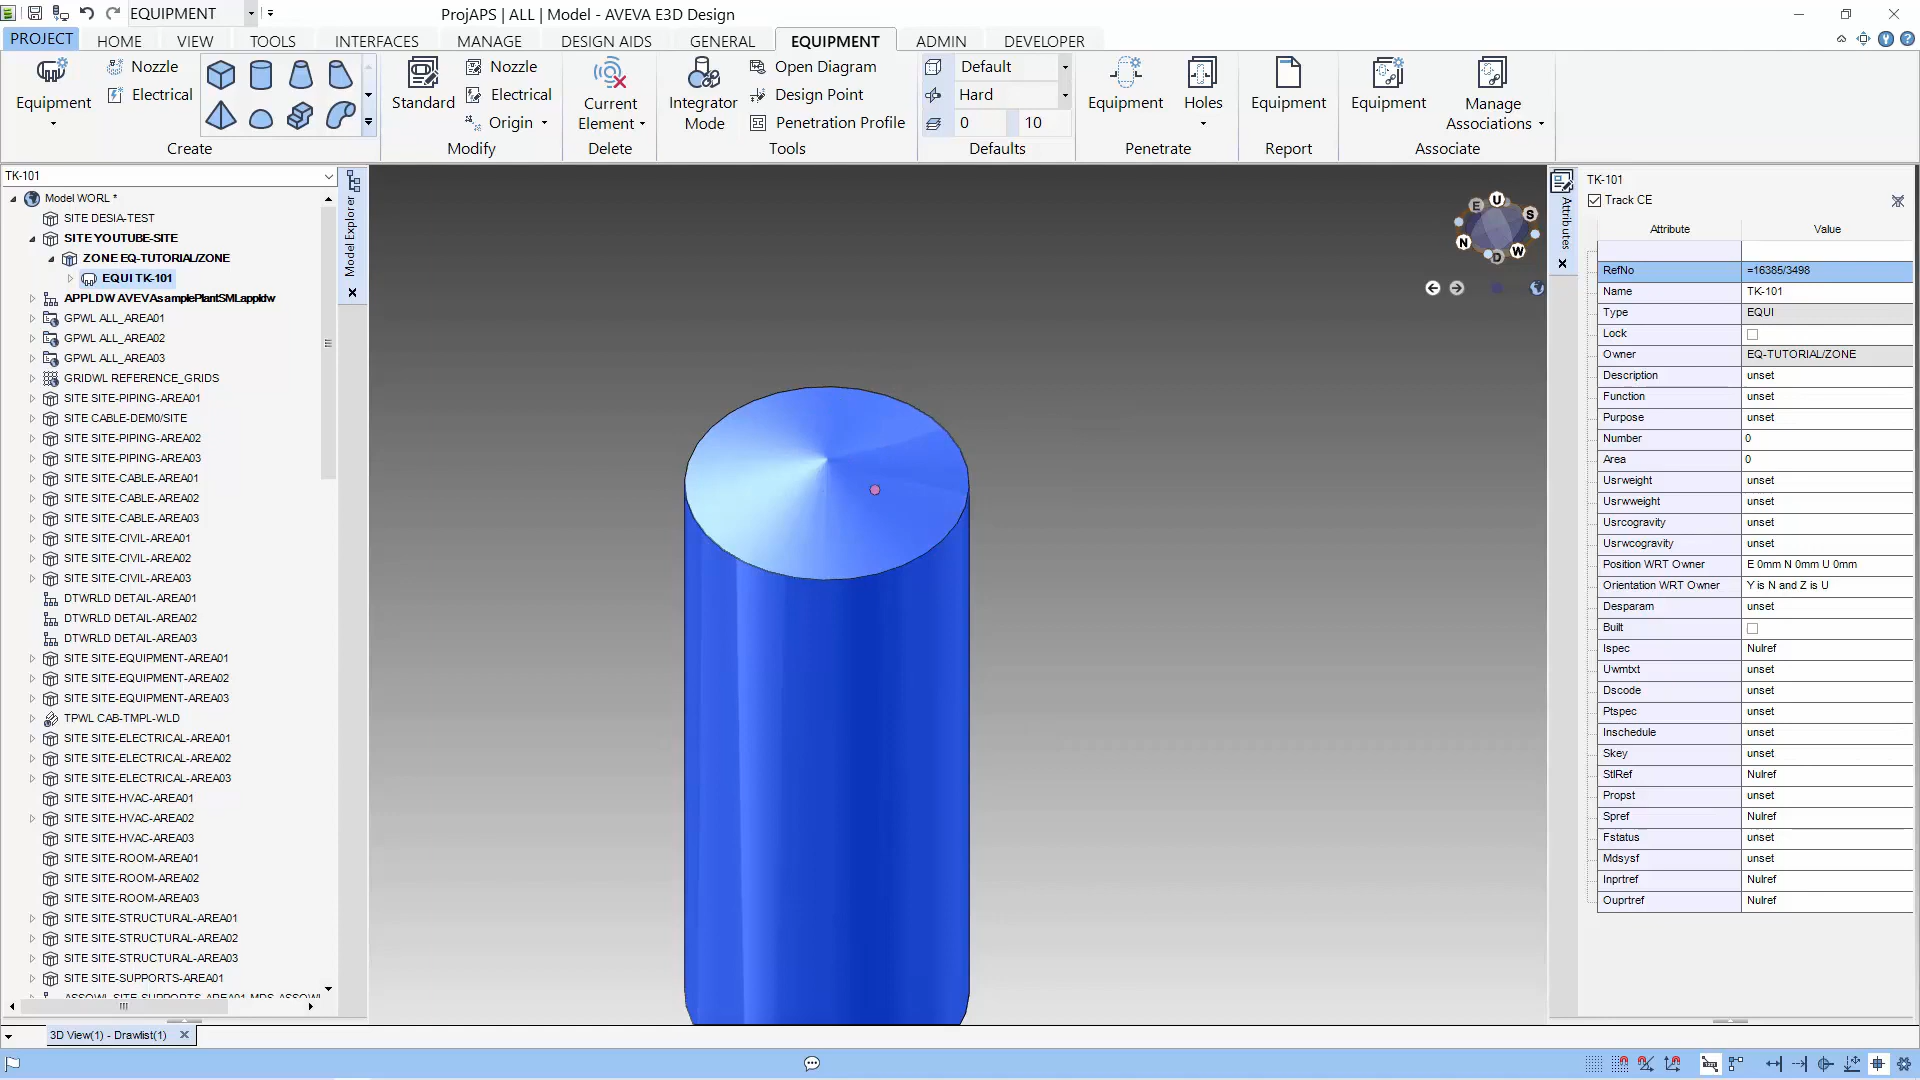 EQUIPMENT
ProjAPS | ALL | Model - AVEVA E3D Design
PROJECT HOME VIEW TOOLS INTERFACES MANAGE DESIGN AIDS GENERAL EQUIPMENT ADMIN DEVELOPER
Equipment
Nozzle
Electrical
Create
Standard
Nozzle
Electrical
Origin
Modify
Current
Element
Delete
Integrator
Mode
Open Diagram
Design Point
Penetration Profile
Tools
Default
Hard
0 10
Defaults
Equipment
Holes
Penetrate
Equipment
Report
Equipment
Manage
Associations
Associate
TK-101
Model WORL *
SITE DESIA-TEST
SITE YOUTUBE-SITE
ZONE EQ-TUTORIAL/ZONE
EQUI TK-101
APPLDW AVEVAsamplePlantSMLappldw
GPWL ALL_AREA01
GPWL ALL_AREA02
GPWL ALL_AREA03
GRIDWL REFERENCE_GRIDS
SITE SITE-PIPING-AREA01
SITE CABLE-DEM0/SITE
SITE SITE-PIPING-AREA02
SITE SITE-PIPING-AREA03
SITE SITE-CABLE-AREA01
SITE SITE-CABLE-AREA02
SITE SITE-CABLE-AREA03
SITE SITE-CIVIL-AREA01
SITE SITE-CIVIL-AREA02
SITE SITE-CIVIL-AREA03
DTWRLD DETAIL-AREA01
DTWRLD DETAIL-AREA02
DTWRLD DETAIL-AREA03
SITE SITE-EQUIPMENT-AREA01
SITE SITE-EQUIPMENT-AREA02
SITE SITE-EQUIPMENT-AREA03
TPWL CAB-TMPL-WLD
SITE SITE-ELECTRICAL-AREA01
SITE SITE-ELECTRICAL-AREA02
SITE SITE-ELECTRICAL-AREA03
SITE SITE-HVAC-AREA01
SITE SITE-HVAC-AREA02
SITE SITE-HVAC-AREA03
SITE SITE-ROOM-AREA01
SITE SITE-ROOM-AREA02
SITE SITE-ROOM-AREA03
SITE SITE-STRUCTURAL-AREA01
SITE SITE-STRUCTURAL-AREA02
SITE SITE-STRUCTURAL-AREA03
SITE SITE-SUPPORTS-AREA01
ASSOWL SITE-SUPPORTS-AREA01-MDS-ASSOWL
Model Explorer
E U S
N W
D
Attributes
TK-101
Track CE
Attribute Value
RefNo =16385/3498
Name TK-101
Type EQUI
Lock
Owner EQ-TUTORIAL/ZONE
Description unset
Function unset
Purpose unset
Number 0
Area 0
Usrweight unset
Usrwweight unset
Usrcogravity unset
Usrwcogravity unset
Position WRT Owner E 0mm N 0mm U 0mm
Orientation WRT Owner Y is N and Z is U
Desparam unset
Built
Ispec Nulref
Uwmtxt unset
Dscode unset
Ptspec unset
Inschedule unset
Skey unset
StlRef Nulref
Propst unset
Spref Nulref
Fstatus unset
Mdsysf unset
Inprtref Nulref
Ouprtref Nulref
3D View(1) - Drawlist(1)